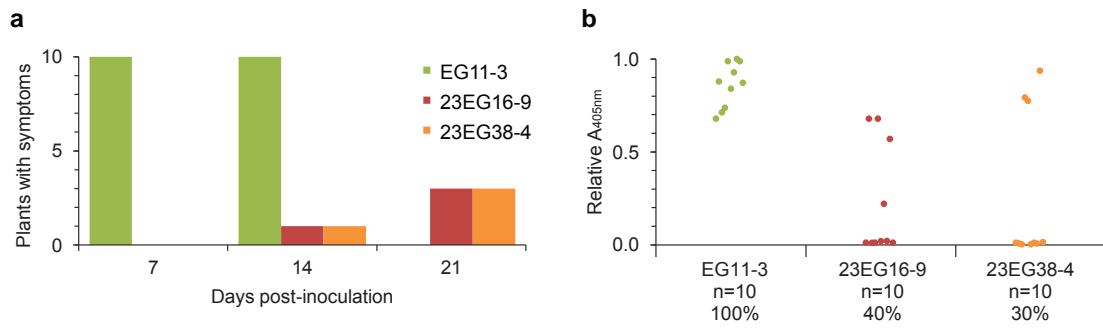 a
10
5
0
Plants with symptoms
EG11-3
23EG16-9
23EG38-4
7 14 21
Days post-inoculation
b
1.0
0.5
0.0
Relative A405nm
EG11-3 23EG16-9 23EG38-4
n=10 n=10 n=10
100% 40% 30%